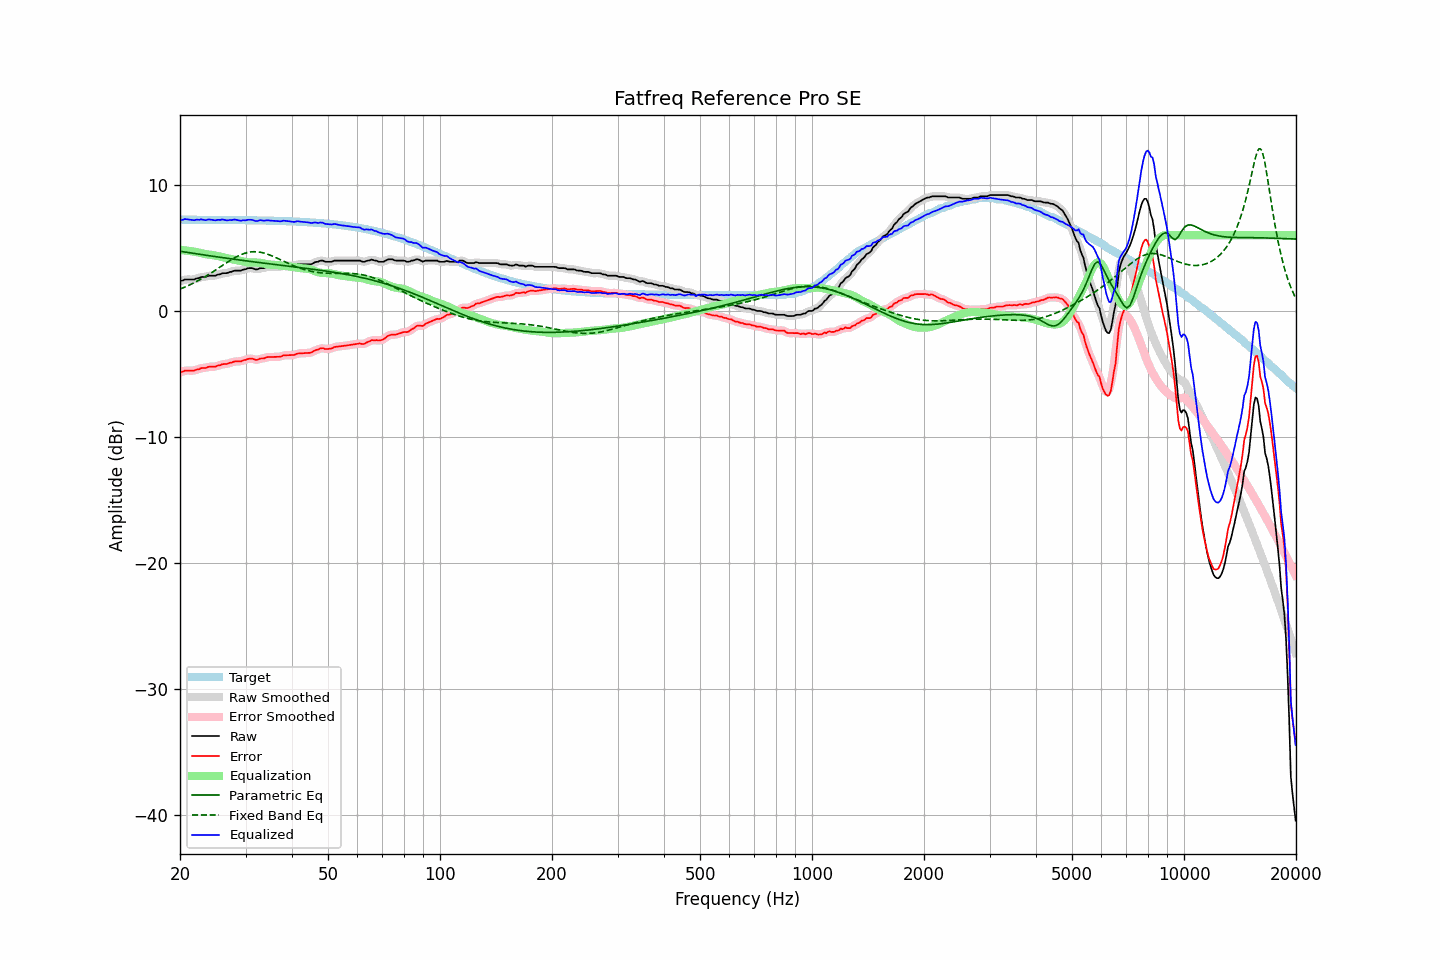 Fatfreq Reference Pro SE
Amplitude (dBr)
10
0
−10
−20
−30
−40
Target
Raw Smoothed
Error Smoothed
Raw
Error
Equalization
Parametric Eq
Fixed Band Eq
Equalized
20 50 100 200 500 1000 2000 5000 10000 20000
Frequency (Hz)